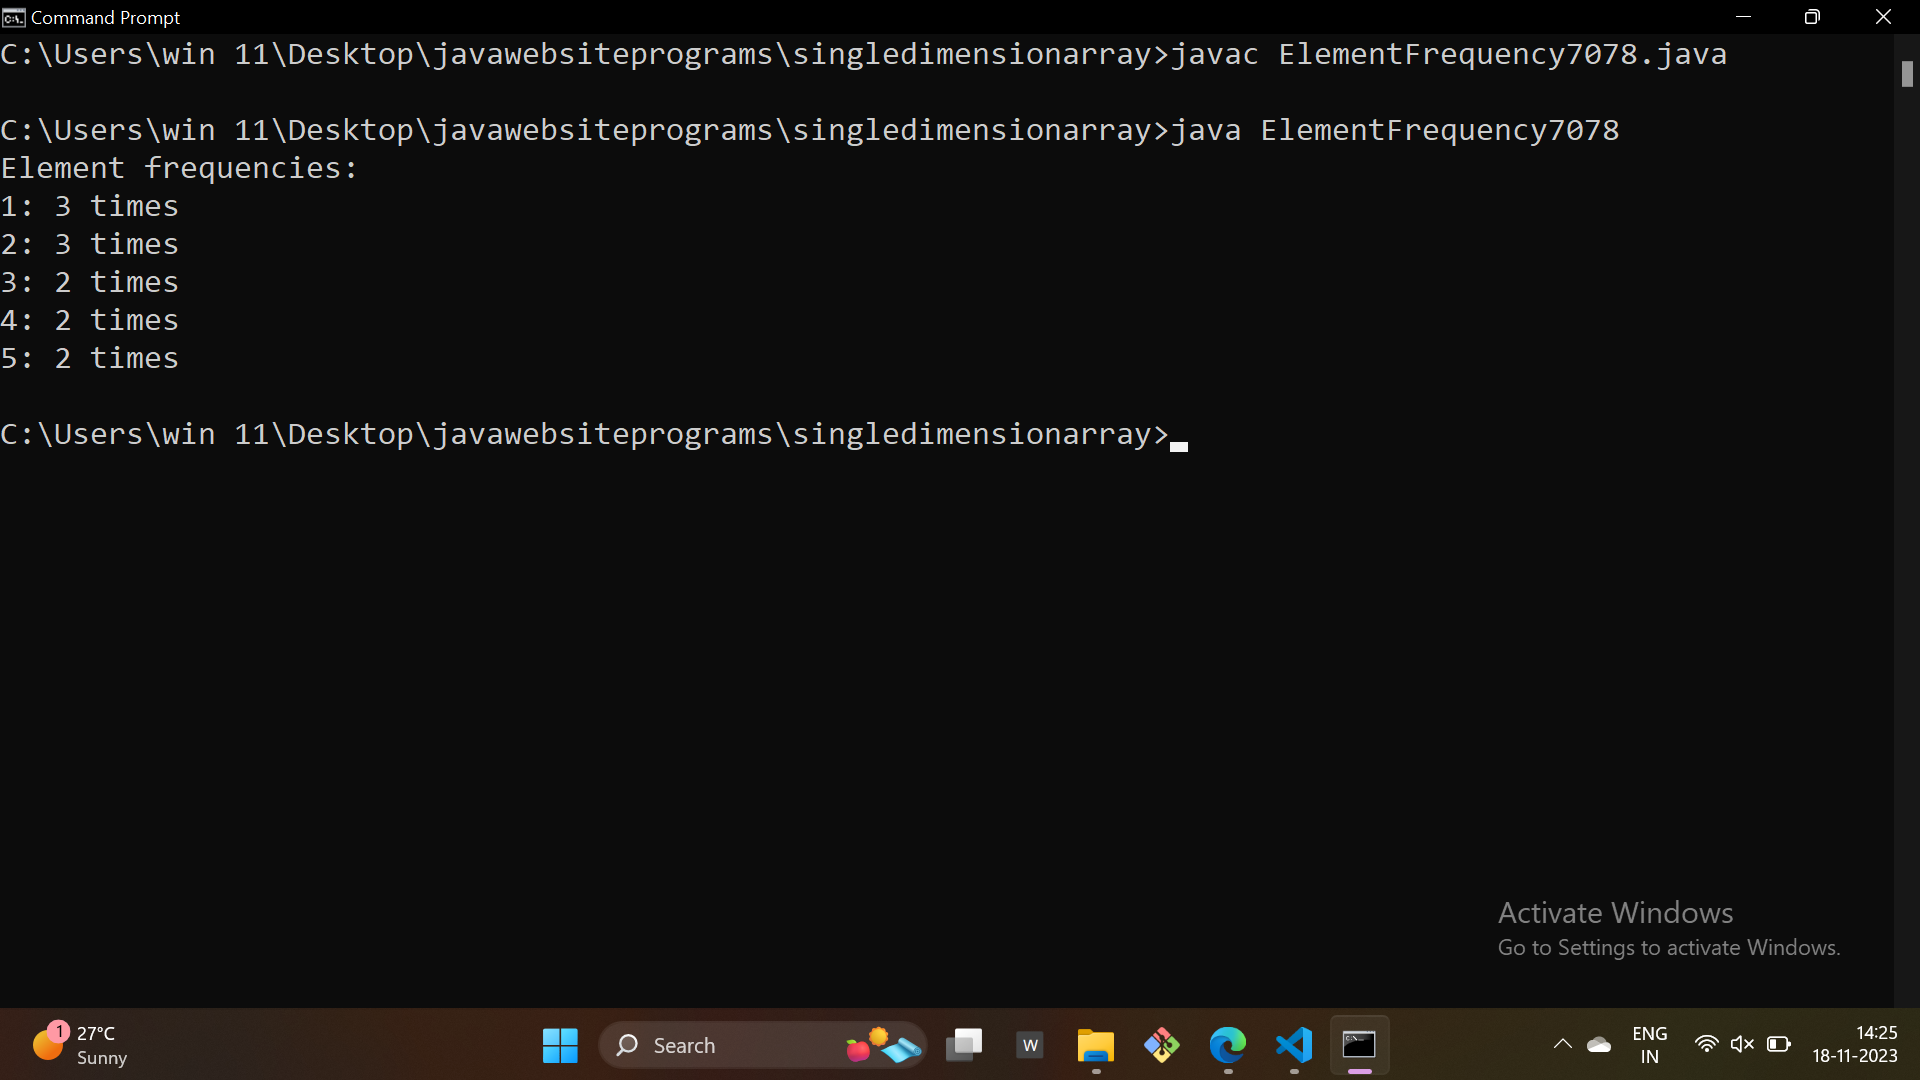 Command Prompt
C:\Users\win 11\Desktop\javawebsiteprograms\singledimensionarray>javac ElementFrequency7078.java
C:\Users\win 11\Desktop\javawebsiteprograms\singledimensionarray>java ElementFrequency7078
Element frequencies:
1: 3 times
2: 3 times
3: 2 times
4: 2 times
5: 2 times
C:\Users\win 11\Desktop\javawebsiteprograms\singledimensionarray>
Activate Windows
Go to Settings to activate Windows.
1
27°C
Sunny
Search
W
ENG
IN
14:25
18-11-2023